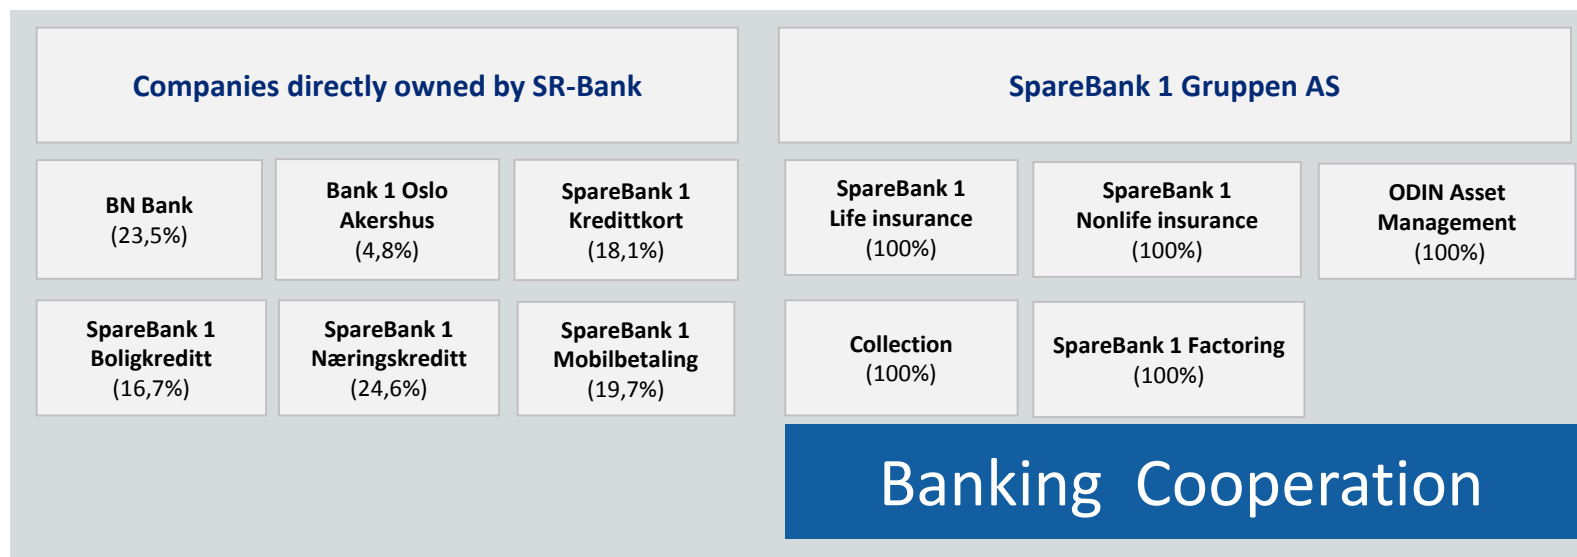 Companies directly owned by SR-Bank
BN Bank
(23,5%)
Bank 1 Oslo
Akershus
(4,8%)
SpareBank 1
Kredittkort
(18,1%)
SpareBank 1
Boligkreditt
(16,7%)
SpareBank 1
Næringskreditt
(24,6%)
SpareBank 1
Mobilbetaling
(19,7%)
SpareBank 1 Gruppen AS
SpareBank 1
Life insurance
(100%)
SpareBank 1
Nonlife insurance
(100%)
ODIN Asset
Management
(100%)
Collection
(100%)
SpareBank 1 Factoring
(100%)
Banking Cooperation